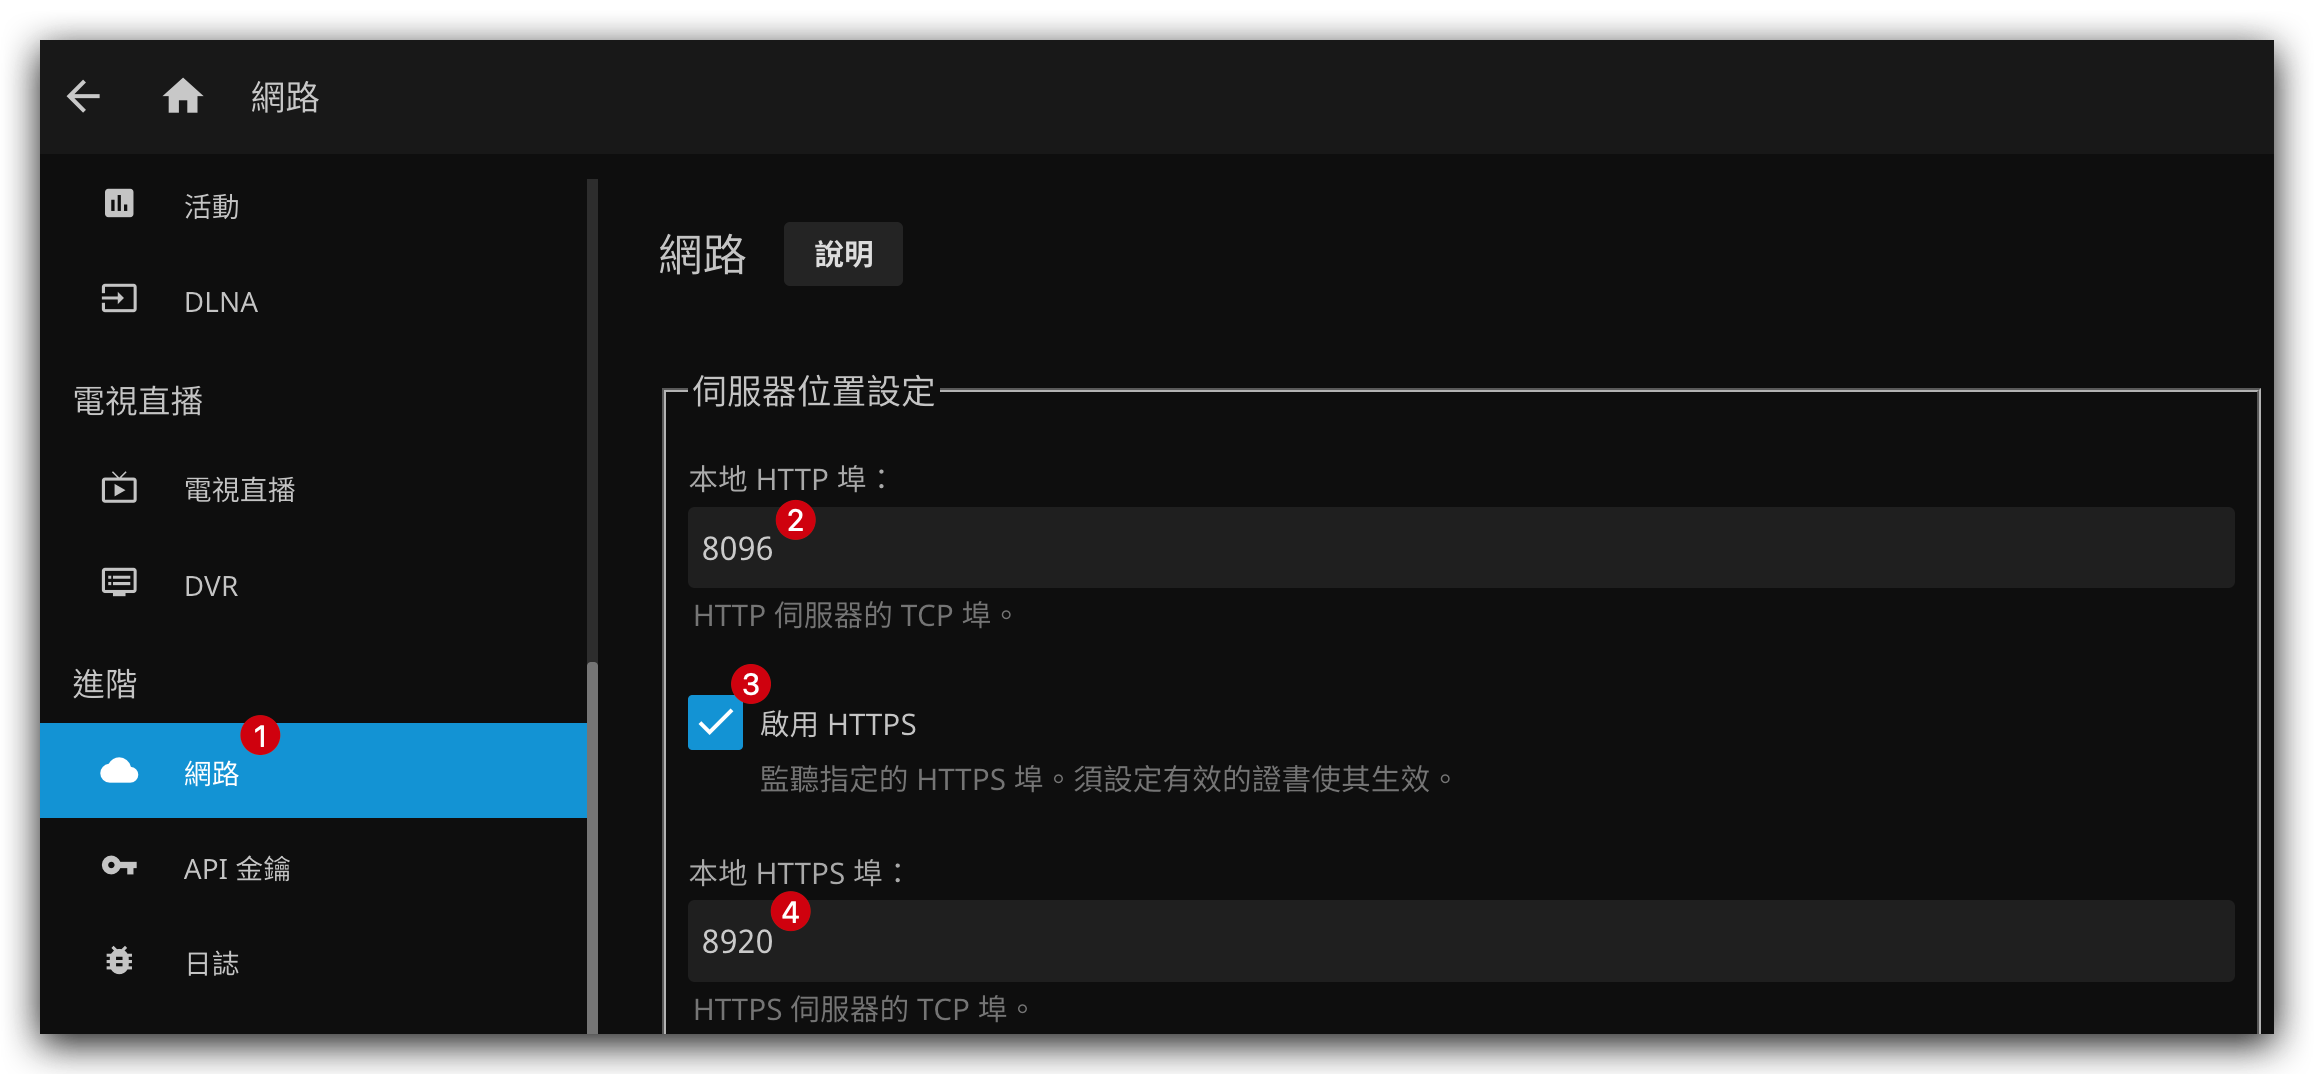 網路
活動
DLNA
電視直播
電視直播
DVR
進階
1
網路
API 金鑰
日誌
網路 說明
伺服器位置設定
本地 HTTP 埠：
2
8096
HTTP 伺服器的 TCP 埠。
3
啟用 HTTPS
監聽指定的 HTTPS 埠。須設定有效的證書使其生效。
本地 HTTPS 埠：
4
8920
HTTPS 伺服器的 TCP 埠。